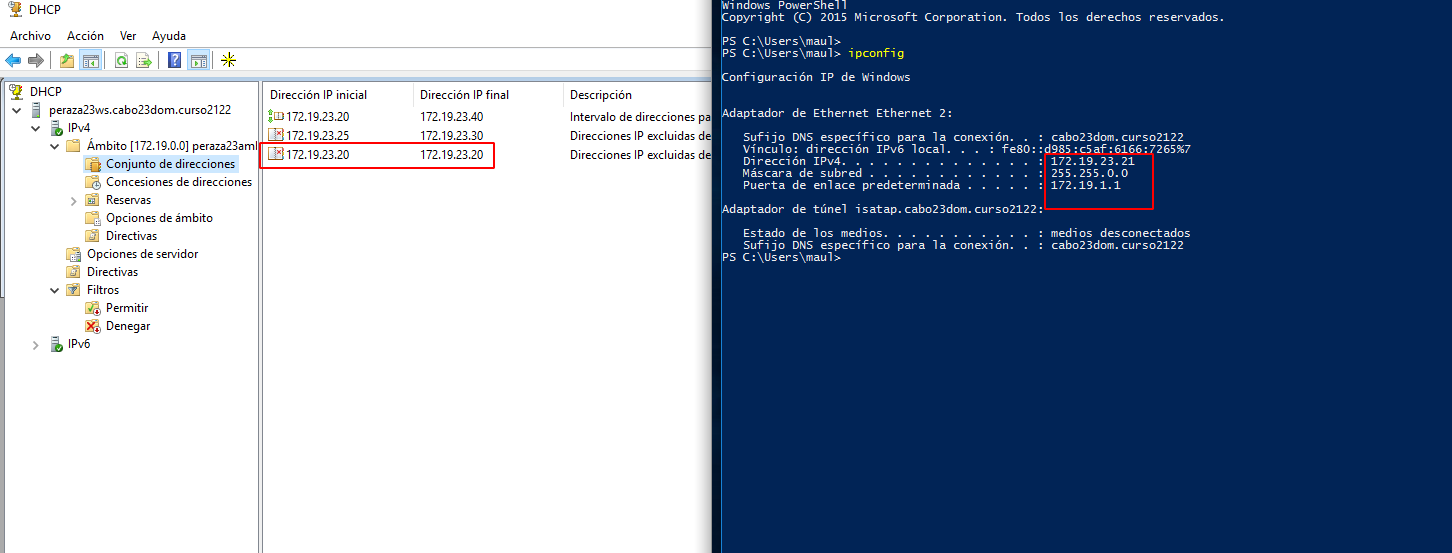 DHCP
Archivo Acción Ver Ayuda
DHCP
peraza23ws.cabo23dom.curso2122
IPv4
Ámbito [172.19.0.0] peraza23aml
Conjunto de direcciones
Concesiones de direcciones
Reservas
Opciones de ámbito
Directivas
Opciones de servidor
Directivas
Filtros
Permitir
Denegar
IPv6
Dirección IP inicial Dirección IP final Descripción
172.19.23.20 172.19.23.40 Intervalo de direcciones pa
172.19.23.25 172.19.23.30 Direcciones IP excluidas de
172.19.23.20 172.19.23.20 Direcciones IP excluidas de
Windows PowerShell
Copyright (C) 2015 Microsoft Corporation. Todos los derechos reservados.
PS C:\Users\maul>
PS C:\Users\maul> ipconfig
Configuración IP de Windows
Adaptador de Ethernet Ethernet 2:
Sufijo DNS específico para la conexión. . : cabo23dom.curso2122
Vínculo: dirección IPv6 local. . . : fe80::d985:c5af:6166:7265%7
Dirección IPv4. . . . . . . . . . . . . . : 172.19.23.21
Máscara de subred . . . . . . . . . . . . : 255.255.0.0
Puerta de enlace predeterminada . . . . . : 172.19.1.1
Adaptador de túnel isatap.cabo23dom.curso2122:
Estado de los medios. . . . . . . . . . . : medios desconectados
Sufijo DNS específico para la conexión. . : cabo23dom.curso2122
PS C:\Users\maul>